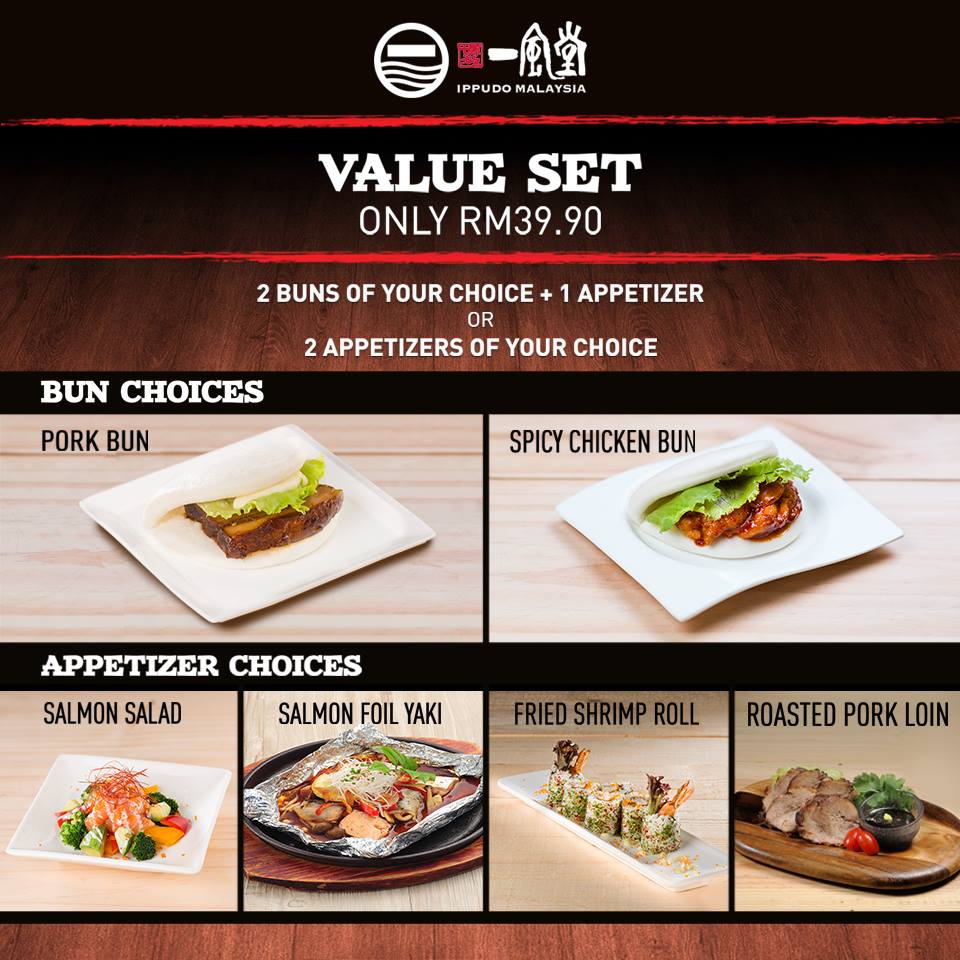 一風堂
IPPUDO MALAYSIA
VALUE SET
ONLY RM39.90
2 BUNS OF YOUR CHOICE + 1 APPETIZER
OR
2 APPETIZERS OF YOUR CHOICE
BUN CHOICES
PORK BUN
SPICY CHICKEN BUN
APPETIZER CHOICES
SALMON SALAD
SALMON FOIL YAKI
FRIED SHRIMP ROLL
ROASTED PORK LOIN